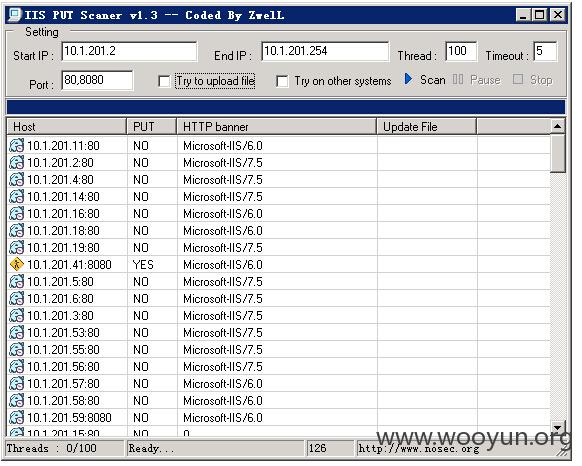 IIS PUT Scaner v1.3 -- Coded By ZwelL
Setting
Start IP : 10.1.201.2 End IP : 10.1.201.254 Thread : 100 Timeout : 5
Port : 80,8080 Try to upload file Try on other systems Scan Pause Stop
Host PUT HTTP banner Update File
10.1.201.11:80 NO Microsoft-IIS/6.0
10.1.201.2:80 NO Microsoft-IIS/7.5
10.1.201.4:80 NO Microsoft-IIS/7.5
10.1.201.14:80 NO Microsoft-IIS/7.5
10.1.201.16:80 NO Microsoft-IIS/6.0
10.1.201.18:80 NO Microsoft-IIS/6.0
10.1.201.19:80 NO Microsoft-IIS/7.5
10.1.201.41:8080 YES Microsoft-IIS/6.0
10.1.201.5:80 NO Microsoft-IIS/7.5
10.1.201.6:80 NO Microsoft-IIS/7.5
10.1.201.3:80 NO Microsoft-IIS/7.5
10.1.201.53:80 NO Microsoft-IIS/7.5
10.1.201.55:80 NO Microsoft-IIS/7.5
10.1.201.56:80 NO Microsoft-IIS/7.5
10.1.201.57:80 NO Microsoft-IIS/6.0
10.1.201.58:80 NO Microsoft-IIS/6.0
10.1.201.59:8080 NO Microsoft-IIS/6.0
10.1.201.15:80 NO 0
www.wooyun.org
Threads : 0/100 Ready... 126 http://www.nosec.org